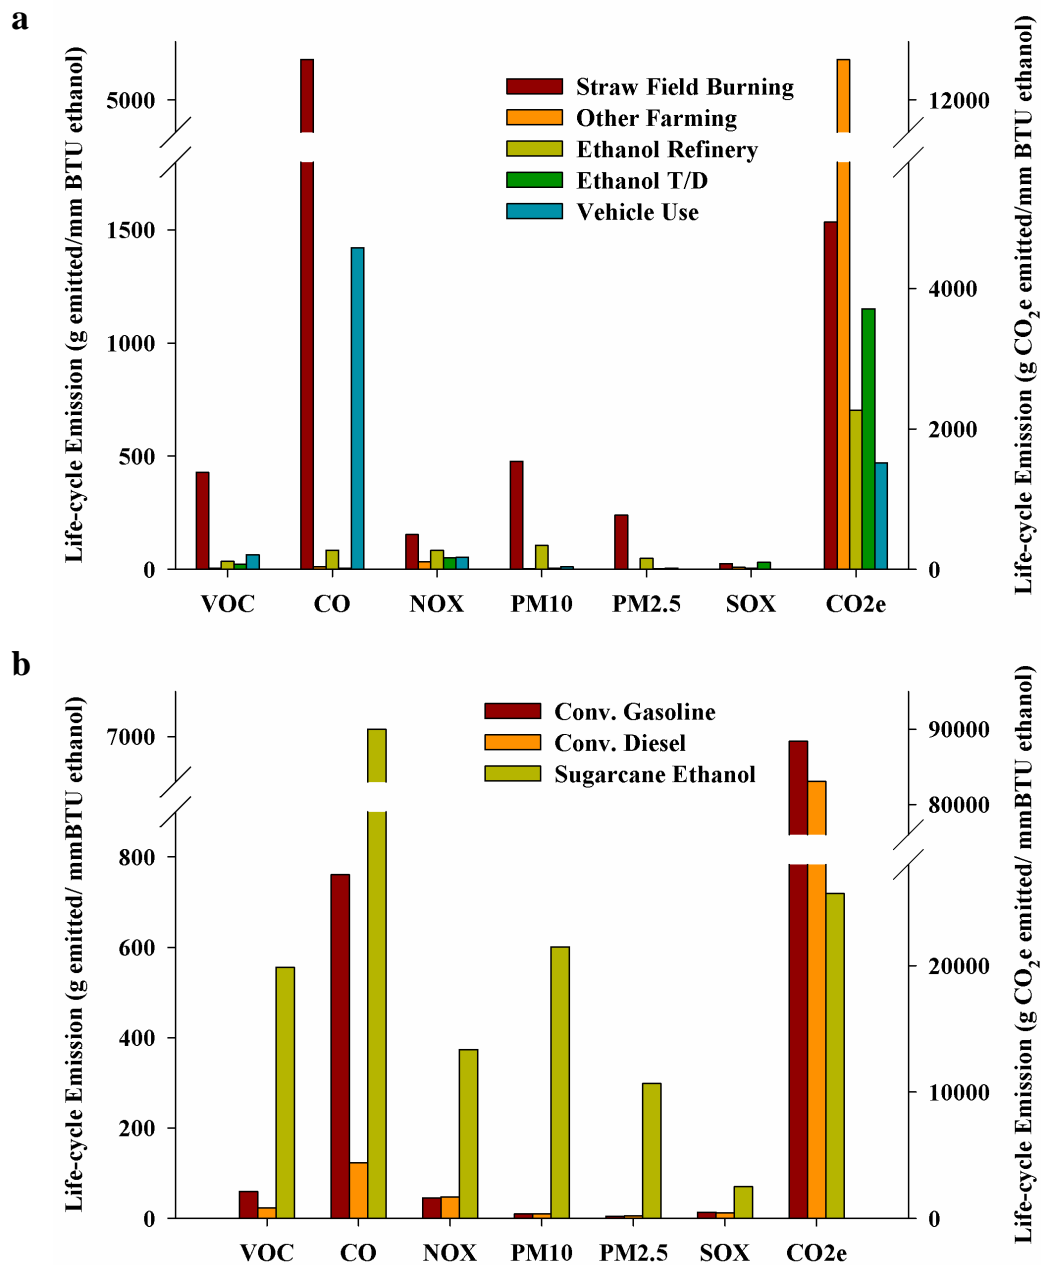 a
Life-cycle Emission (g emitted/mm BTU ethanol)
5000
1500
1000
500
0
Straw Field Burning
Other Farming
Ethanol Refinery
Ethanol T/D
Vehicle Use
12000
4000
2000
0
Life-cycle Emission (g CO2e emitted/mm BTU ethanol)
VOC CO NOX PM10 PM2.5 SOX CO2e
b
Life-cycle Emission (g emitted/ mmBTU ethanol)
7000
800
600
400
200
0
Conv. Gasoline
Conv. Diesel
Sugarcane Ethanol
90000
80000
20000
10000
0
Life-cycle Emission (g CO2e emitted/ mmBTU ethanol)
VOC CO NOX PM10 PM2.5 SOX CO2e